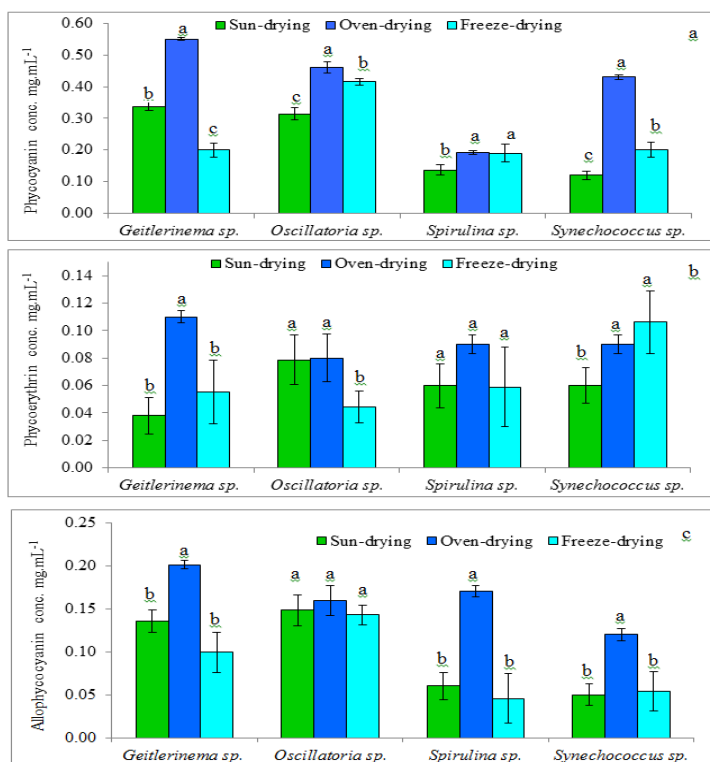 Sun-drying Oven-drying Freeze-drying
a
Phycocyanin conc. mg.mL-1
0.60
0.50
0.40
0.30
0.20
0.10
0.00
b a c
c a b
b a a
c a b
Geitlerinema sp. Oscillatoria sp. Spirulina sp. Synechococcus sp.
Sun-drying Oven-drying Freeze-drying
b
Phycoerythrin conc. mg.mL-1
0.14
0.12
0.10
0.08
0.06
0.04
0.02
0.00
b a b
a a b
a a a
b a a
Geitlerinema sp. Oscillatoria sp. Spirulina sp. Synechococcus sp.
Sun-drying Oven-drying Freeze-drying
c
Allophycocyanin conc. mg.mL-1
0.25
0.20
0.15
0.10
0.05
0.00
b a b
a a a
b a b
b a b
Geitlerinema sp. Oscillatoria sp. Spirulina sp. Synechococcus sp.